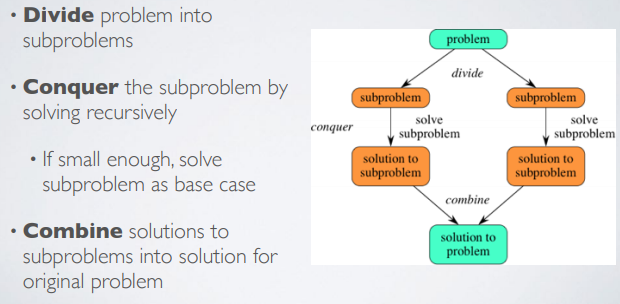 • Divide problem into
subproblems
• Conquer the subproblem by
solving recursively
• If small enough, solve
subproblem as base case
• Combine solutions to
subproblems into solution for
original problem
problem
divide
subproblem
subproblem
conquer
solve
subproblem
solve
subproblem
solution to
subproblem
solution to
subproblem
combine
solution to
problem